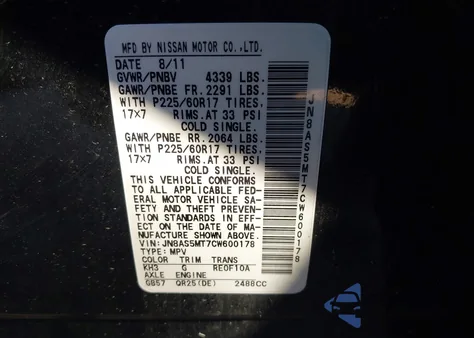 MFD BY NISSAN MOTOR CO.,LTD.
DATE 8/11
GVWR/PNBV 4339 LBS.
GAWR/PNBE FR. 2291 LBS.
WITH P225/60R17 TIRES,
17x7 RIMS.AT 33 PSI
COLD SINGLE.
GAWR/PNBE RR. 2064 LBS.
WITH P225/60R17 TIRES,
17x7 RIMS.AT 33 PSI
COLD SINGLE.
THIS VEHICLE CONFORMS
TO ALL APPLICABLE FED-
ERAL MOTOR VEHICLE SA-
FETY AND THEFT PREVEN-
TION STANDARDS IN EFF-
ECT ON THE DATE OF MA-
NUFACTURE SHOWN ABOVE.
VIN:JN8AS5MT7CW600178
TYPE: MPV
COLOR TRIM TRANS
KH3 G RE0F10A
AXLE ENGINE
GB57 QR25(DE) 2488CC
JN8AS5MT7CW600178